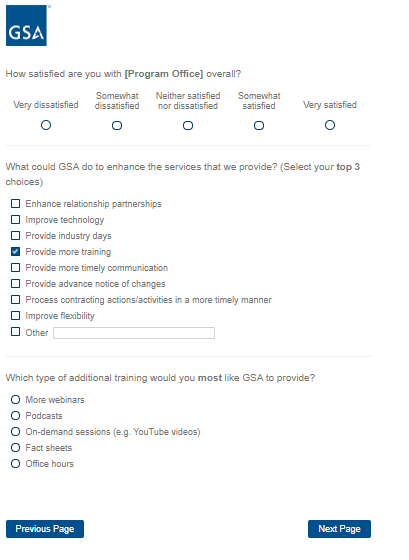 GSA
How satisfied are you with [Program Office] overall?
Very dissatisfied
Somewhat
dissatisfied
Neither satisfied
nor dissatisfied
Somewhat
satisfied
Very satisfied
What could GSA do to enhance the services that we provide? (Select your top 3
choices)
Enhance relationship partnerships
Improve technology
Provide industry days
Provide more training
Provide more timely communication
Provide advance notice of changes
Process contracting actions/activities in a more timely manner
Improve flexibility
Other
Which type of additional training would you most like GSA to provide?
More webinars
Podcasts
On-demand sessions (e.g. YouTube videos)
Fact sheets
Office hours
Previous Page
Next Page